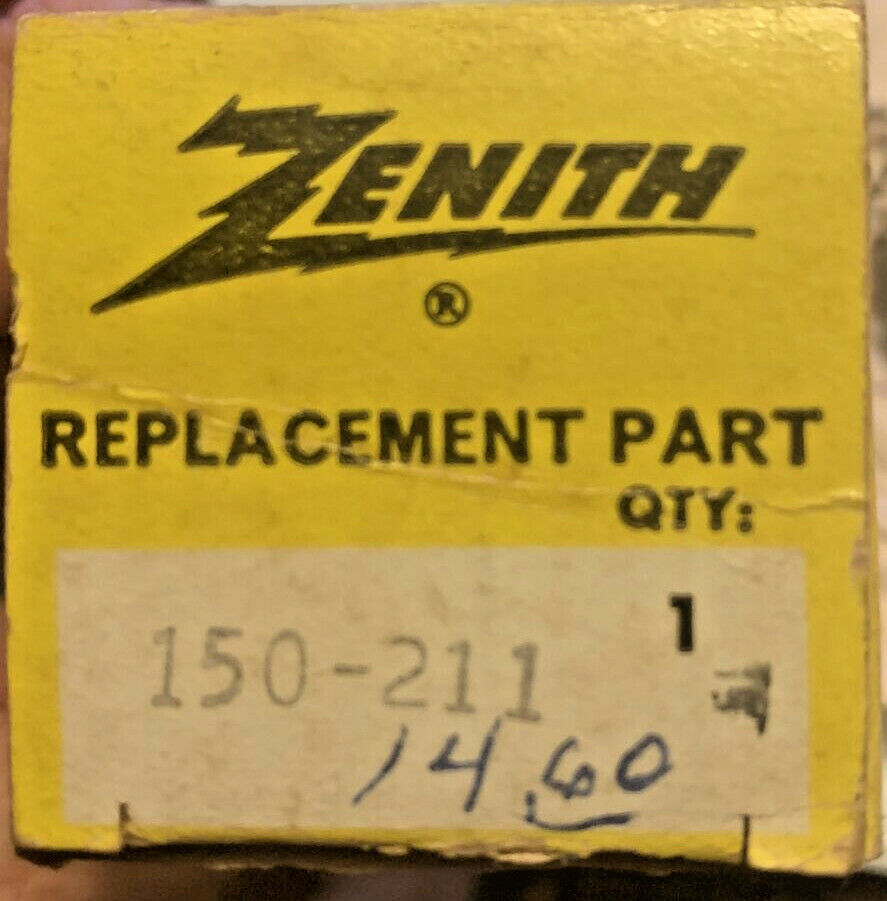 ZENITH
®
REPLACEMENT PART
QTY:
1
150-211
14.60